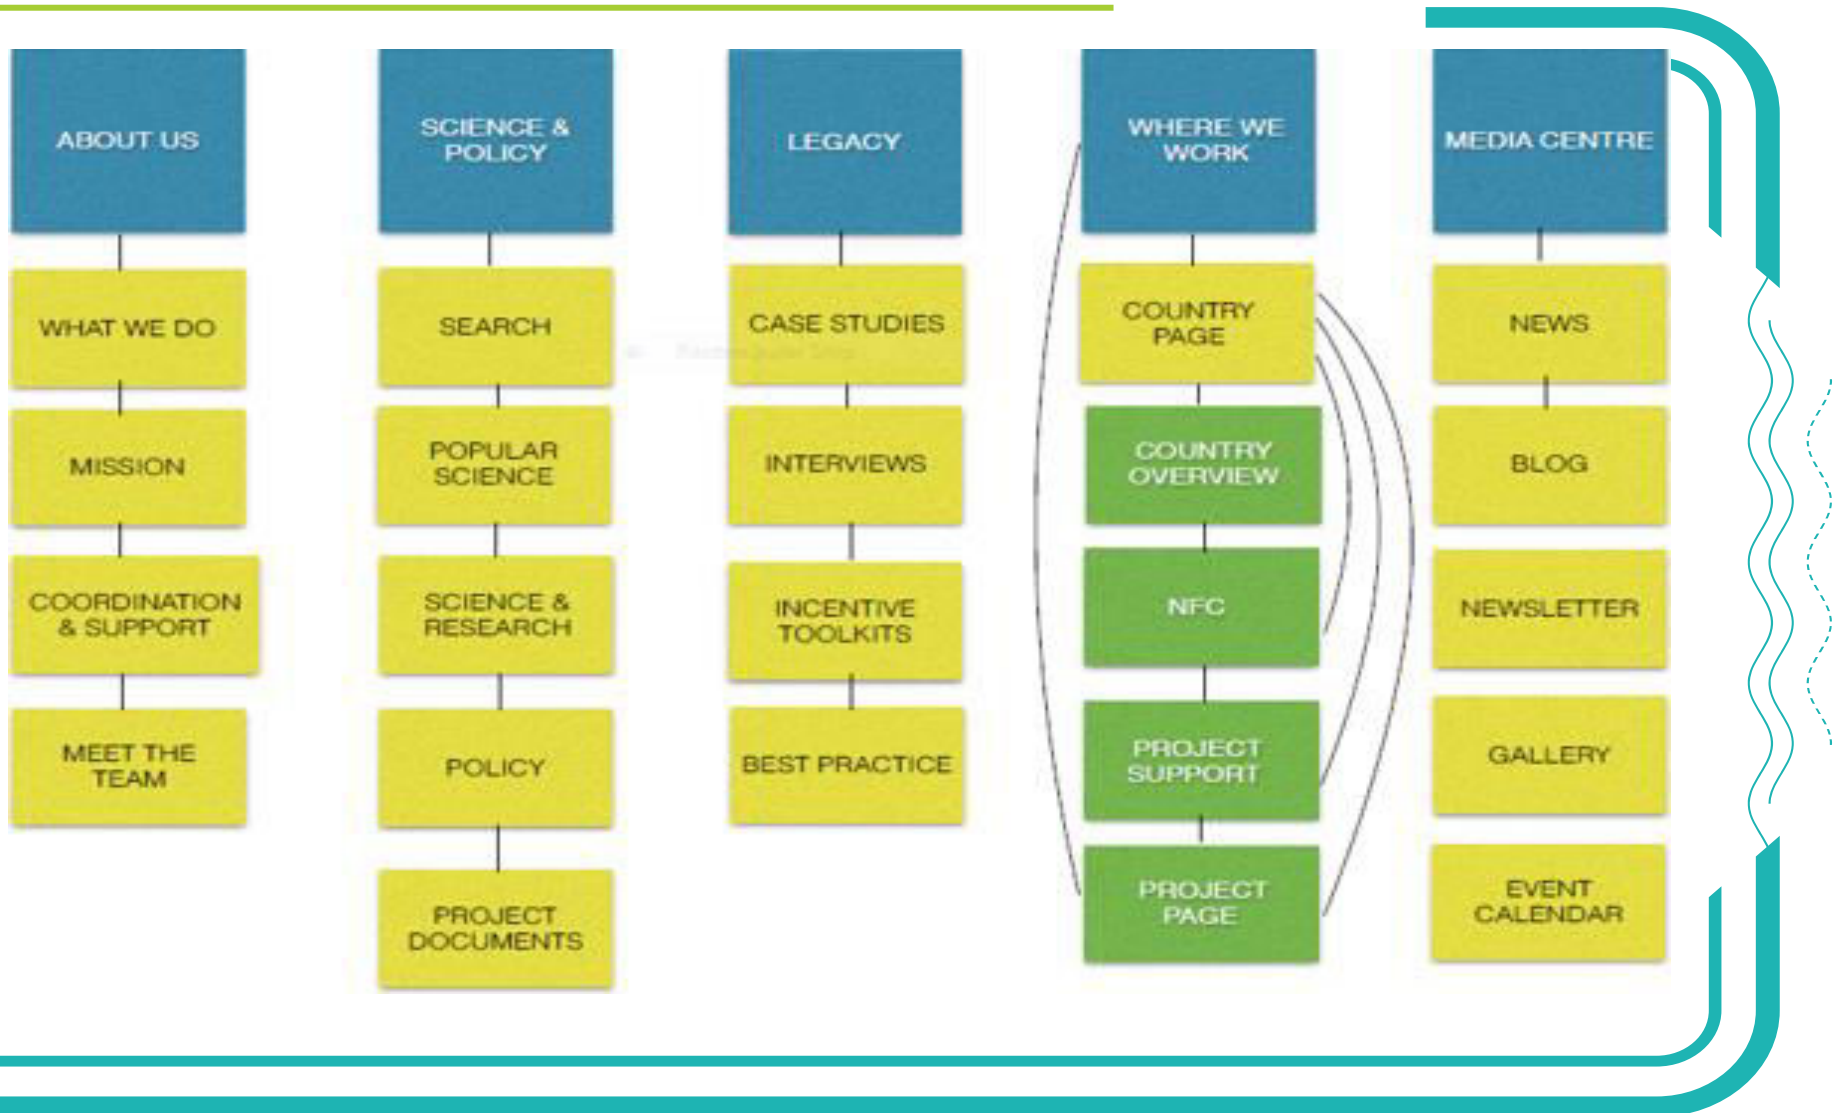 ABOUT US
WHAT WE DO
MISSION
COORDINATION
& SUPPORT
MEET THE
TEAM
SCIENCE &
POLICY
SEARCH
POPULAR
SCIENCE
SCIENCE &
RESEARCH
POLICY
PROJECT
DOCUMENTS
LEGACY
CASE STUDIES
INTERVIEWS
INCENTIVE
TOOLKITS
BEST PRACTICE
WHERE WE
WORK
COUNTRY
PAGE
COUNTRY
OVERVIEW
NFC
PROJECT
SUPPORT
PROJECT
PAGE
MEDIA CENTRE
NEWS
BLOG
NEWSLETTER
GALLERY
EVENT
CALENDAR